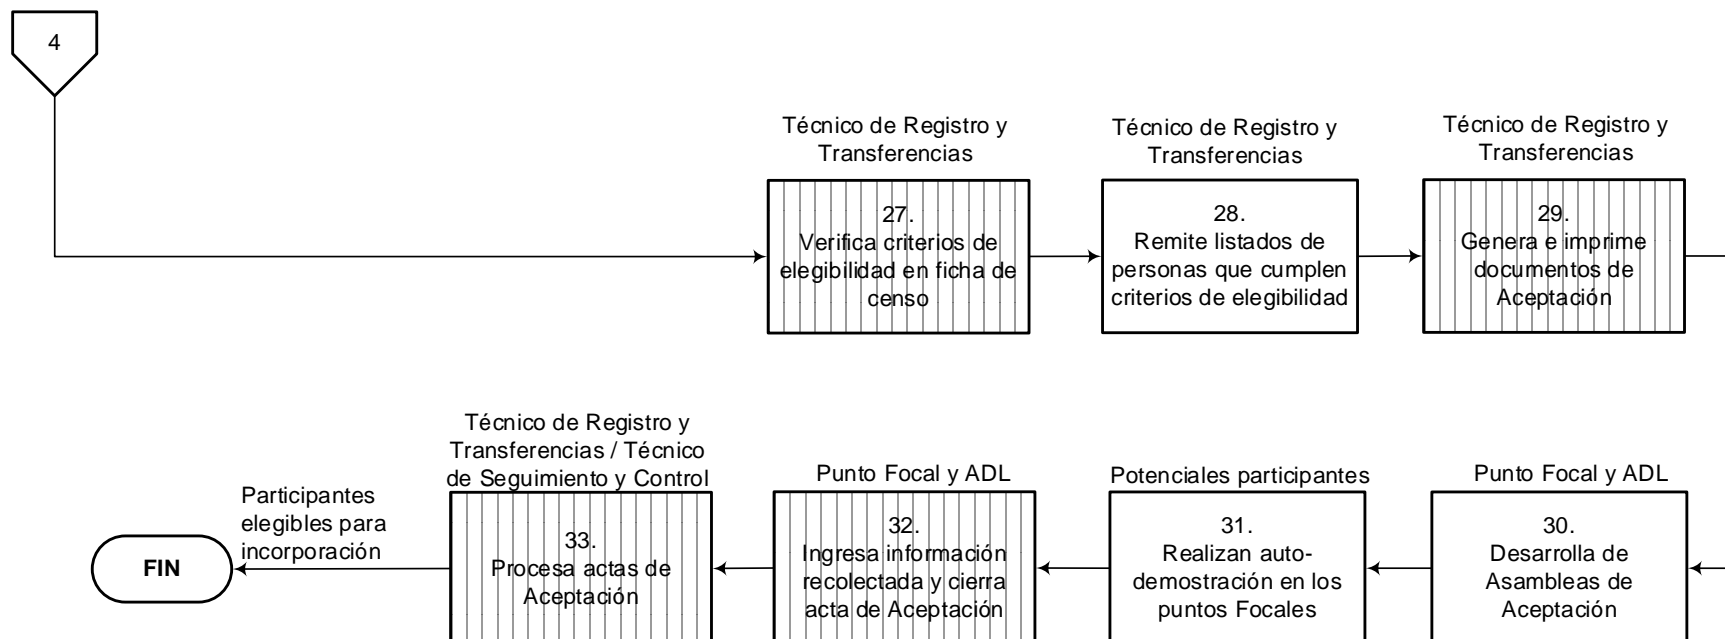 4
Técnico de Registro y
Transferencias
27.
Verifica criterios de
elegibilidad en ficha de
censo
Técnico de Registro y
Transferencias
28.
Remite listados de
personas que cumplen
criterios de elegibilidad
Técnico de Registro y
Transferencias
29.
Genera e imprime
documentos de
Aceptación
Punto Focal y ADL
30.
Desarrolla de
Asambleas de
Aceptación
Potenciales participantes
31.
Realizan auto-
demostración en los
puntos Focales
Punto Focal y ADL
32.
Ingresa información
recolectada y cierra
acta de Aceptación
Técnico de Registro y
Transferencias / Técnico
de Seguimiento y Control
33.
Procesa actas de
Aceptación
Participantes
elegibles para
incorporación
FIN